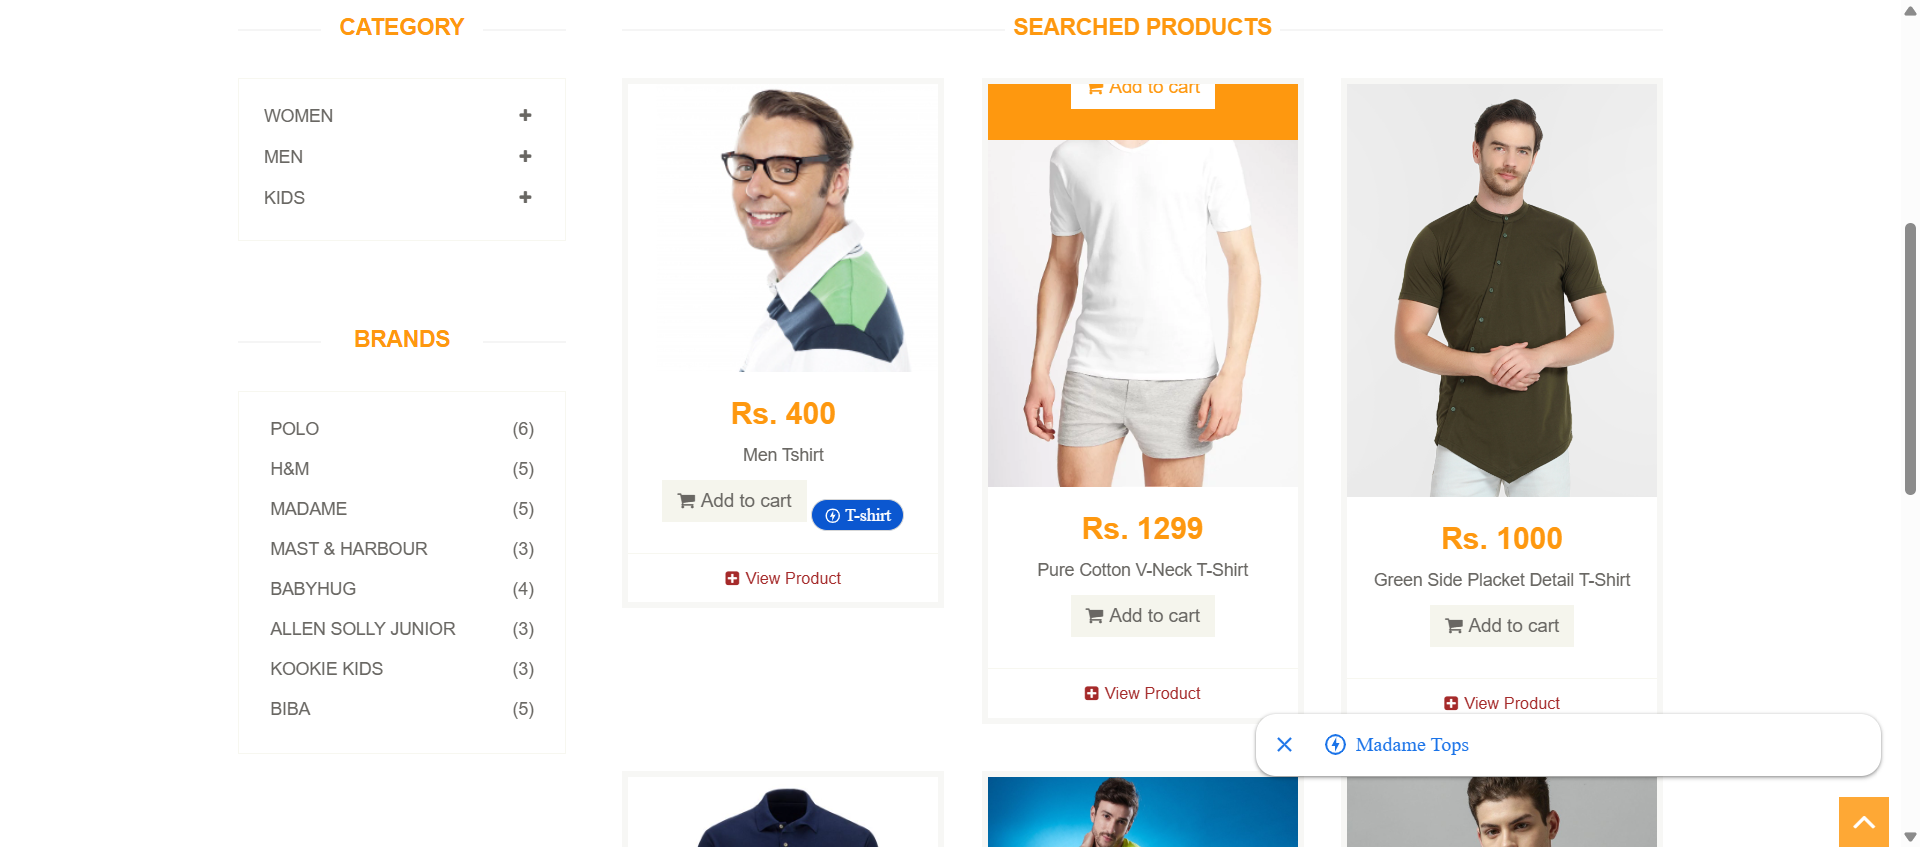 CATEGORY
WOMEN
MEN
KIDS
BRANDS
POLO (6)
H&M (5)
MADAME (5)
MAST & HARBOUR (3)
BABYHUG (4)
ALLEN SOLLY JUNIOR (3)
KOOKIE KIDS (3)
BIBA (5)
SEARCHED PRODUCTS
Rs. 400
Men Tshirt
Add to cart
T-shirt
View Product
Add to cart
Rs. 1299
Pure Cotton V-Neck T-Shirt
Add to cart
View Product
Rs. 1000
Green Side Placket Detail T-Shirt
Add to cart
View Product
Madame Tops